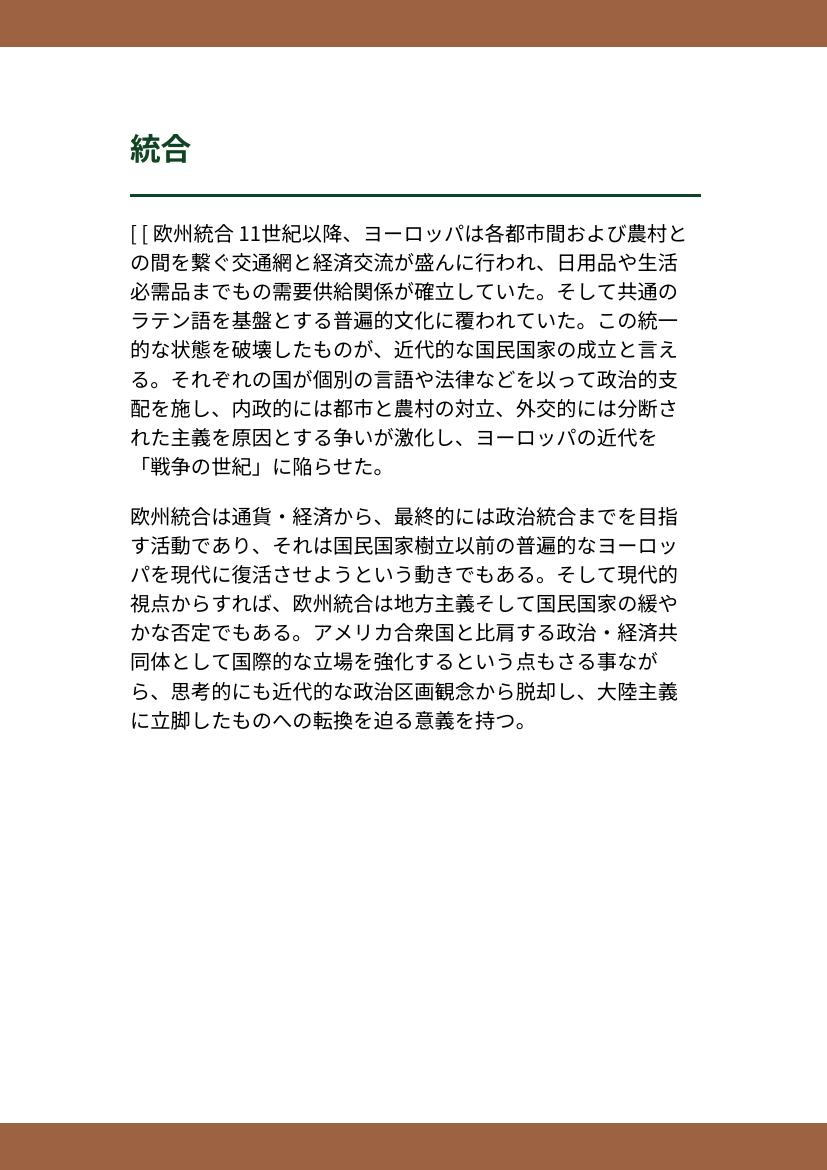 統合
[ [ 欧州統合 11世紀以降、ヨーロッパは各都市間および農村と
の間を繋ぐ交通網と経済交流が盛んに行われ、日用品や生活
必需品までもの需要供給関係が確立していた。そして共通の
ラテン語を基盤とする普遍的文化に覆われていた。この統一
的な状態を破壊したものが、近代的な国民国家の成立と言え
る。それぞれの国が個別の言語や法律などを以って政治的支
配を施し、内政的には都市と農村の対立、外交的には分断さ
れた主義を原因とする争いが激化し、ヨーロッパの近代を
「戦争の世紀」に陥らせた。
欧州統合は通貨・経済から、最終的には政治統合までを目指
す活動であり、それは国民国家樹立以前の普遍的なヨーロッ
パを現代に復活させようという動きでもある。そして現代的
視点からすれば、欧州統合は地方主義そして国民国家の緩や
かな否定でもある。アメリカ合衆国と比肩する政治・経済共
同体として国際的な立場を強化するという点もさる事なが
ら、思考的にも近代的な政治区画観念から脱却し、大陸主義
に立脚したものへの転換を迫る意義を持つ。